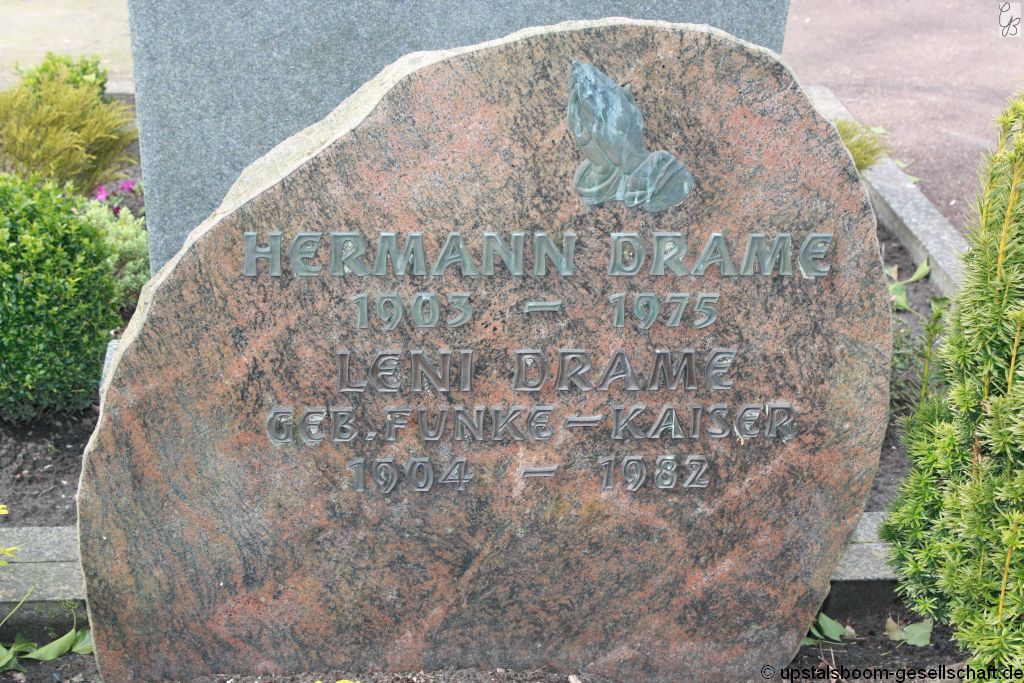 HERMANN DRAME
1903 – 1975
LENI DRAME
GEB. FUNKE–KAISER
1904 – 1982
© upstalsboom-gesellschaft.de